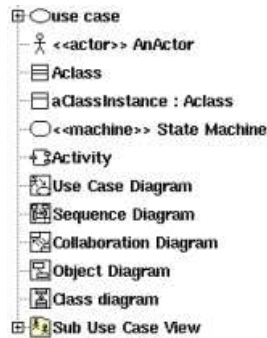 use case
<<actor>> AnActor
Aclass
aClassInstance : Aclass
<<machine>> State Machine
Activity
Use Case Diagram
Sequence Diagram
Collaboration Diagram
Object Diagram
Class diagram
Sub Use Case View